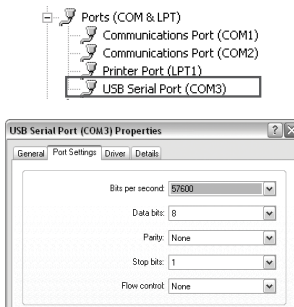 Ports (COM & LPT)
Communications Port (COM1)
Communications Port (COM2)
Printer Port (LPT1)
USB Serial Port (COM3)
USB Serial Port (COM3) Properties
General Port Settings Driver Details
Bits per second: 57600
Data bits: 8
Parity: None
Stop bits: 1
Flow control: None